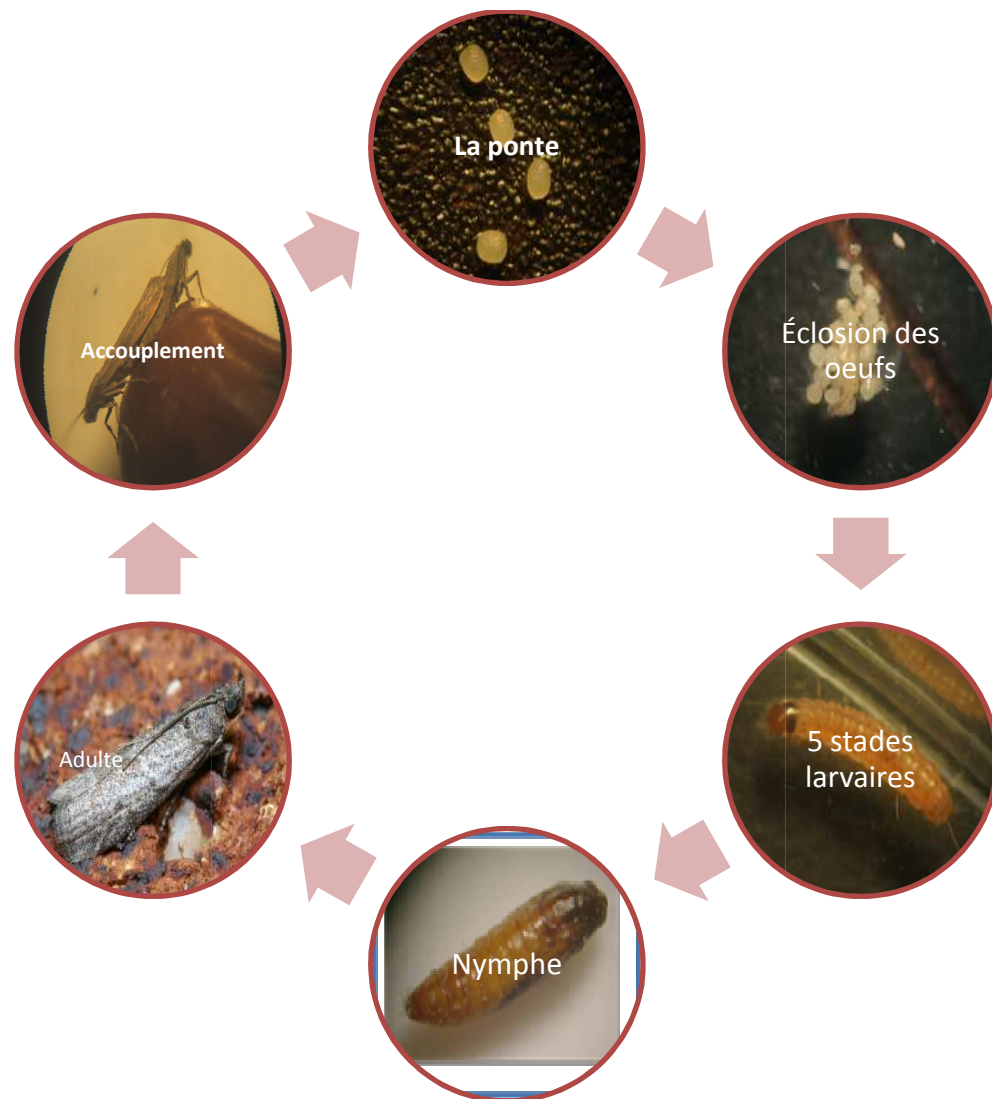 La ponte
Éclosion des
oeufs
5 stades
larvaires
Nymphe
Adulte
Accouplement